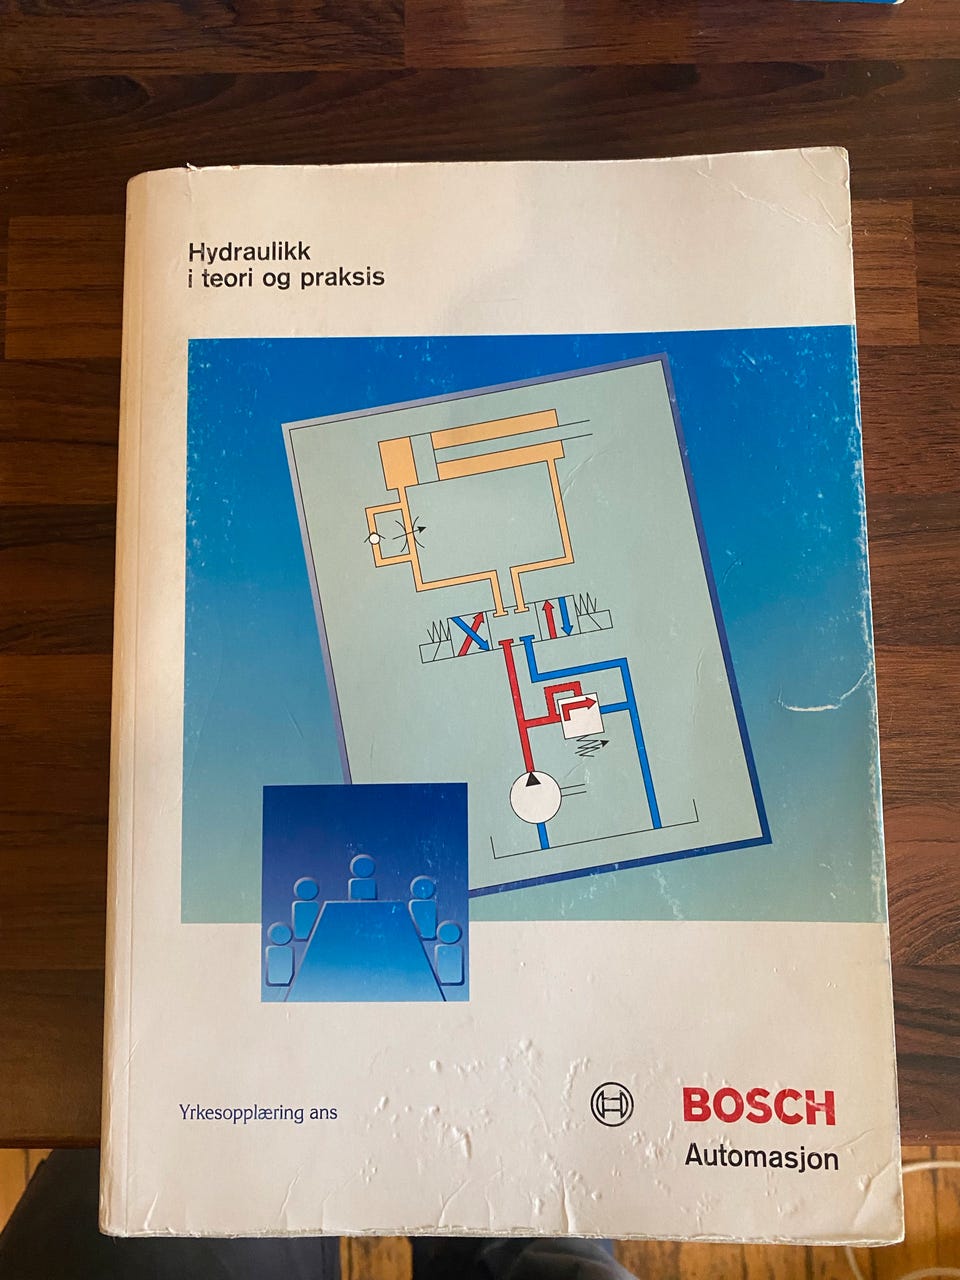 Hydraulikk
i teori og praksis
Yrkesopplæring ans
BOSCH
Automasjon